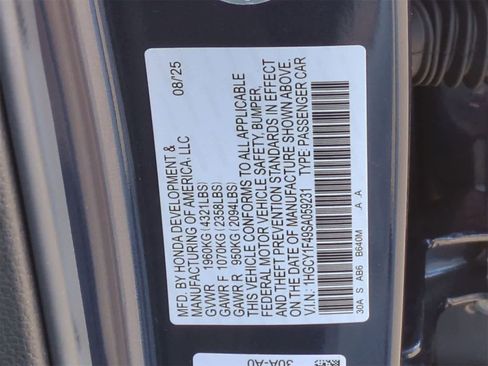 MFD. BY HONDA DEVELOPMENT & 08/'25
MANUFACTURING OF AMERICA, LLC
GVWR 1960KG(4321LBS)
GAWR F 1070KG(2358LBS)
GAWR R 950KG(2094LBS)
THIS VEHICLE CONFORMS TO ALL APPLICABLE
FEDERAL MOTOR VEHICLE SAFETY, BUMPER,
AND THEFT PREVENTION STANDARDS IN EFFECT
ON THE DATE OF MANUFACTURE SHOWN ABOVE.
V.I.N.: 1HGCY1F49SA059231 TYPE: PASSENGER CAR
30A S AB6 B640M A A
30A-A0